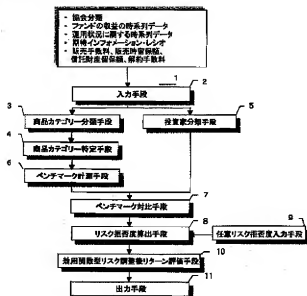 ・ 協会分類
・ ファンドの収益の時系列データ
・ 運用状況に関する時系列データ
・ 期待インフォメーション・レシオ
・ 販売手数料、販売時留保額、
信託財産留保額、解約手数料
1
2
入力手段
3
5
商品カテゴリー分類手段
投資家分類手段
4
商品カテゴリー特定手段
6
ベンチマーク計測手段
7
ベンチマーク対比手段
8
9
リスク拒否度算出手段
任意リスク拒否度入力手段
10
効用関数型リスク調整後リターン評価手段
11
出力手段